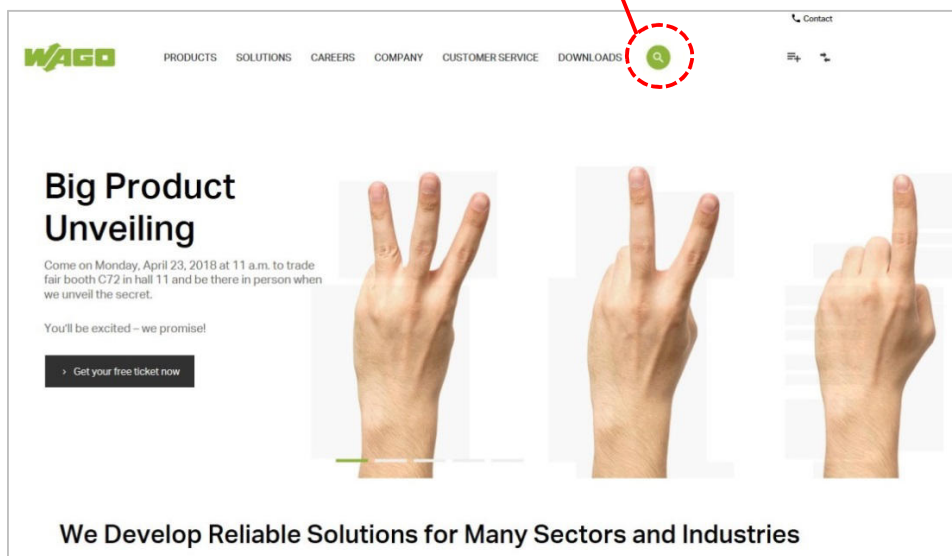 Contact
WAGO
PRODUCTS SOLUTIONS CAREERS COMPANY CUSTOMER SERVICE DOWNLOADS
Big Product
Unveiling
Come on Monday, April 23, 2018 at 11 a.m. to trade
fair booth C72 in hall 11 and be there in person when
we unveil the secret.
You'll be excited – we promise!
› Get your free ticket now
We Develop Reliable Solutions for Many Sectors and Industries